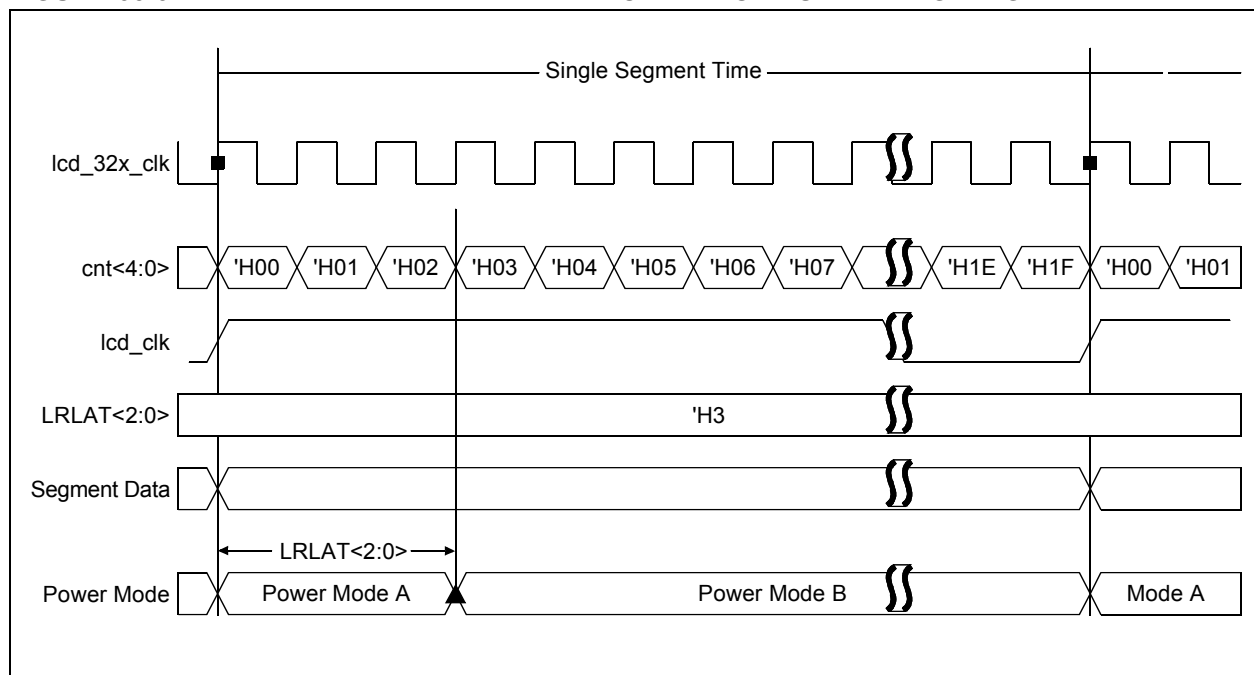 Single Segment Time
lcd_32x_clk
cnt<4:0> 'H00 'H01 'H02 'H03 'H04 'H05 'H06 'H07 'H1E 'H1F 'H00 'H01
lcd_clk
LRLAT<2:0> 'H3
Segment Data
LRLAT<2:0>
Power Mode Power Mode A Power Mode B Mode A